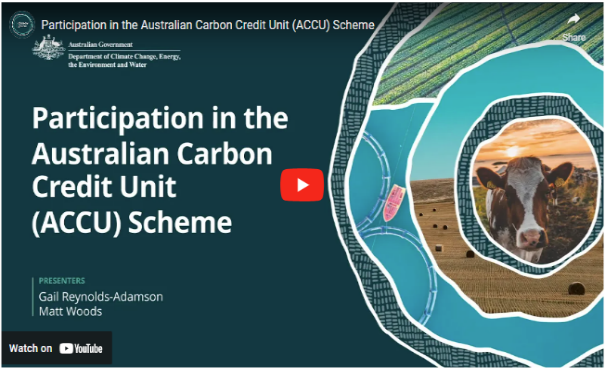 Participation in the Australian Carbon Credit Unit (ACCU) Scheme
Share
Australian Government
Department of Climate Change, Energy,
the Environment and Water
Participation in the
Australian Carbon
Credit Unit
(ACCU) Scheme
PRESENTERS
Gail Reynolds-Adamson
Matt Woods
Watch on YouTube